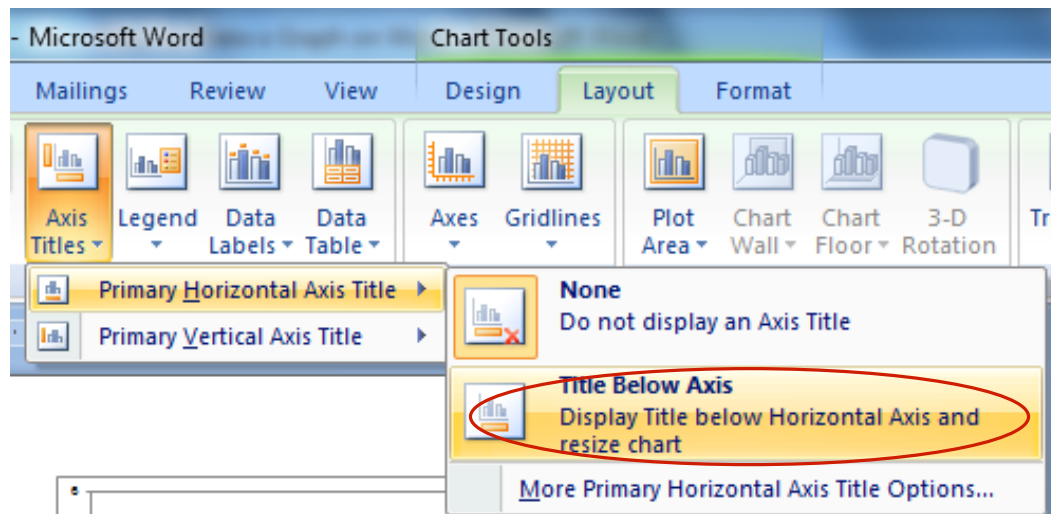 - Microsoft Word
Chart Tools
Mailings Review View Design Layout Format
Axis Titles
Legend
Data Labels
Data Table
Axes
Gridlines
Plot Area
Chart Wall
Chart Floor
3-D Rotation
Tr
Primary Horizontal Axis Title
Primary Vertical Axis Title
None
Do not display an Axis Title
Title Below Axis
Display Title below Horizontal Axis and
resize chart
More Primary Horizontal Axis Title Options...
6